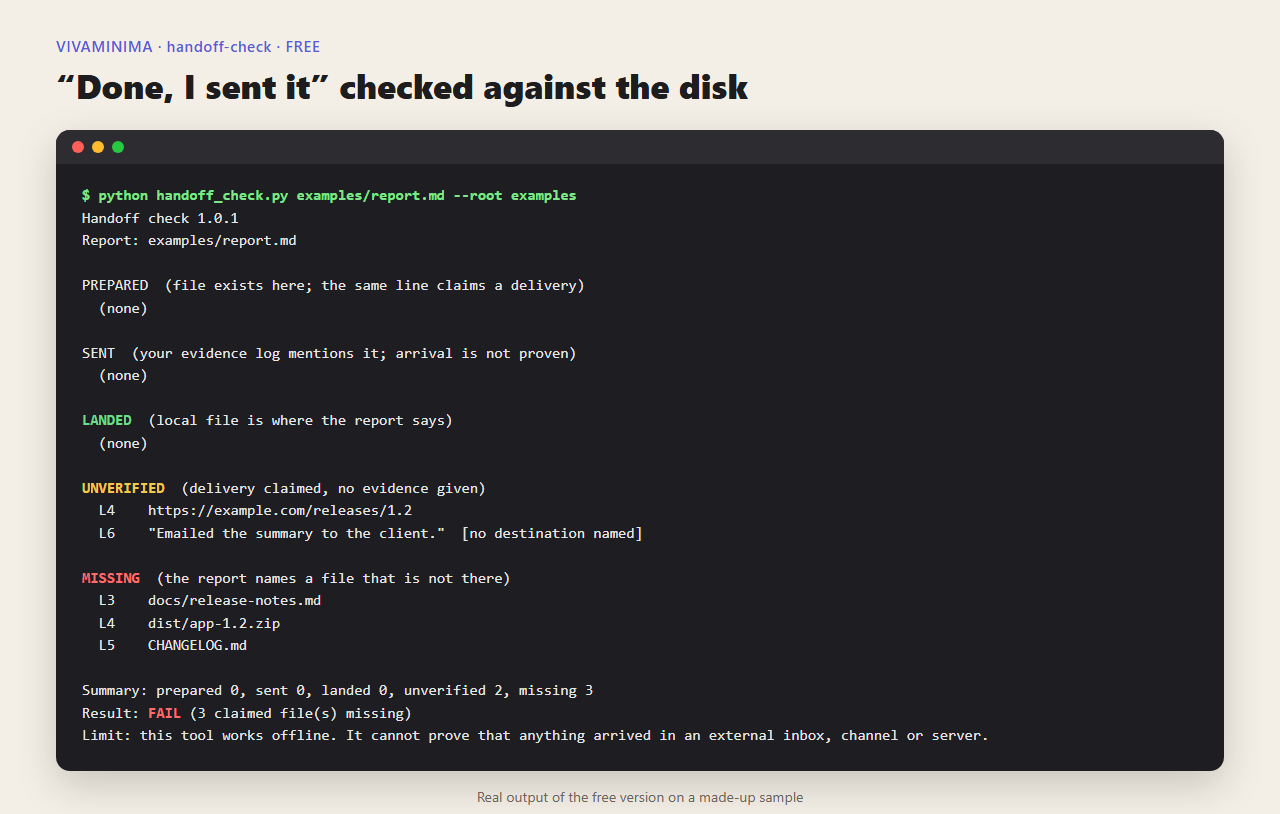 VIVAMINIMA · handoff-check · FREE
“Done, I sent it” checked against the disk
$ python handoff_check.py examples/report.md --root examples
Handoff check 1.0.1
Report: examples/report.md
PREPARED  (file exists here; the same line claims a delivery)
(none)
SENT  (your evidence log mentions it; arrival is not proven)
(none)
LANDED  (local file is where the report says)
(none)
UNVERIFIED  (delivery claimed, no evidence given)
L4    https://example.com/releases/1.2
L6    "Emailed the summary to the client."  [no destination named]
MISSING  (the report names a file that is not there)
L3    docs/release-notes.md
L4    dist/app-1.2.zip
L5    CHANGELOG.md
Summary: prepared 0, sent 0, landed 0, unverified 2, missing 3
Result: FAIL (3 claimed file(s) missing)
Limit: this tool works offline. It cannot prove that anything arrived in an external inbox, channel or server.
Real output of the free version on a made-up sample